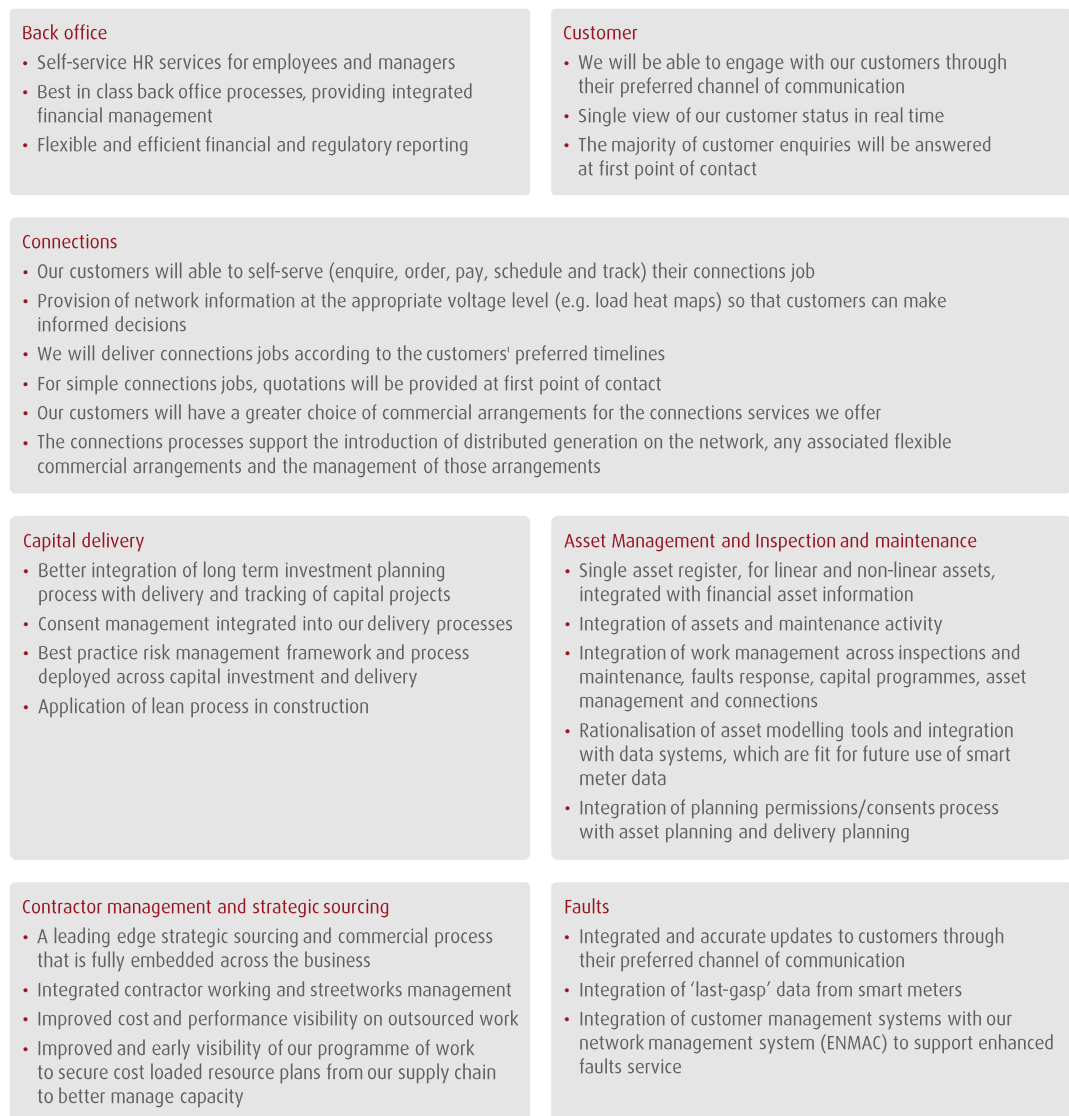 Back office
• Self-service HR services for employees and managers
• Best in class back office processes, providing integrated
financial management
• Flexible and efficient financial and regulatory reporting
Customer
• We will be able to engage with our customers through
their preferred channel of communication
• Single view of our customer status in real time
• The majority of customer enquiries will be answered
at first point of contact
Connections
• Our customers will able to self-serve (enquire, order, pay, schedule and track) their connections job
• Provision of network information at the appropriate voltage level (e.g. load heat maps) so that customers can make
informed decisions
• We will deliver connections jobs according to the customers' preferred timelines
• For simple connections jobs, quotations will be provided at first point of contact
• Our customers will have a greater choice of commercial arrangements for the connections services we offer
• The connections processes support the introduction of distributed generation on the network, any associated flexible
commercial arrangements and the management of those arrangements
Capital delivery
• Better integration of long term investment planning
process with delivery and tracking of capital projects
• Consent management integrated into our delivery processes
• Best practice risk management framework and process
deployed across capital investment and delivery
• Application of lean process in construction
Asset Management and Inspection and maintenance
• Single asset register, for linear and non-linear assets,
integrated with financial asset information
• Integration of assets and maintenance activity
• Integration of work management across inspections and
maintenance, faults response, capital programmes, asset
management and connections
• Rationalisation of asset modelling tools and integration
with data systems, which are fit for future use of smart
meter data
• Integration of planning permissions/consents process
with asset planning and delivery planning
Contractor management and strategic sourcing
• A leading edge strategic sourcing and commercial process
that is fully embedded across the business
• Integrated contractor working and streetworks management
• Improved cost and performance visibility on outsourced work
• Improved and early visibility of our programme of work
to secure cost loaded resource plans from our supply chain
to better manage capacity
Faults
• Integrated and accurate updates to customers through
their preferred channel of communication
• Integration of ‘last-gasp’ data from smart meters
• Integration of customer management systems with our
network management system (ENMAC) to support enhanced
faults service